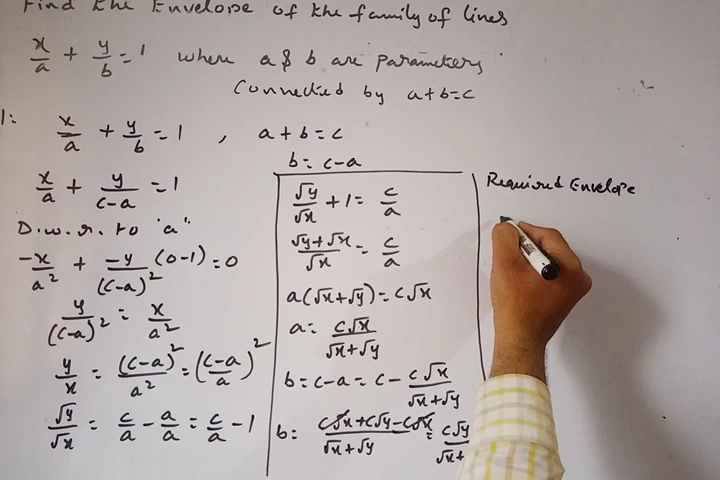 Find the Envelope of the family of lines
x/a + y/b = 1 where a & b are parameters
Connected by a+b=c
1:
x/a + y/b = 1 , a + b = c
b = c-a
x/a + y/(c-a) = 1
D.w.r. to "a"
-x/a² + -y/(c-a)² (0-1) = 0
y/(c-a)² = x/a²
y/x = (c-a)²/a² = ((c-a)/a)²
√y/√x = c/a - a/a = c/a - 1
√y/√x + 1 = c/a
(√y+√x)/√x = c/a
a(√x+√y) = c√x
a = c√x/(√x+√y)
b = c-a = c - c√x/(√x+√y)
b = (c√x+c√y-c√x)/(√x+√y) = c√y/(√x+
Required Envelope